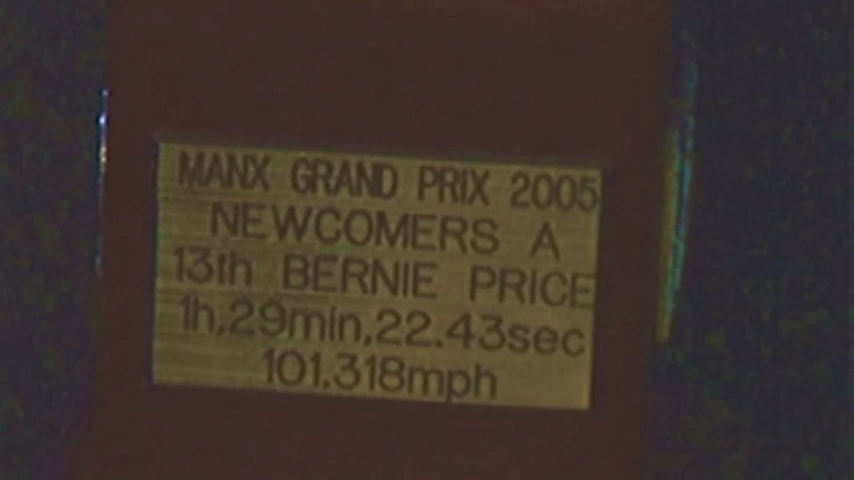 MANX GRAND PRIX 2005
NEWCOMERS A
13th BERNIE PRICE
1h,29min,22.43sec
101.318mph